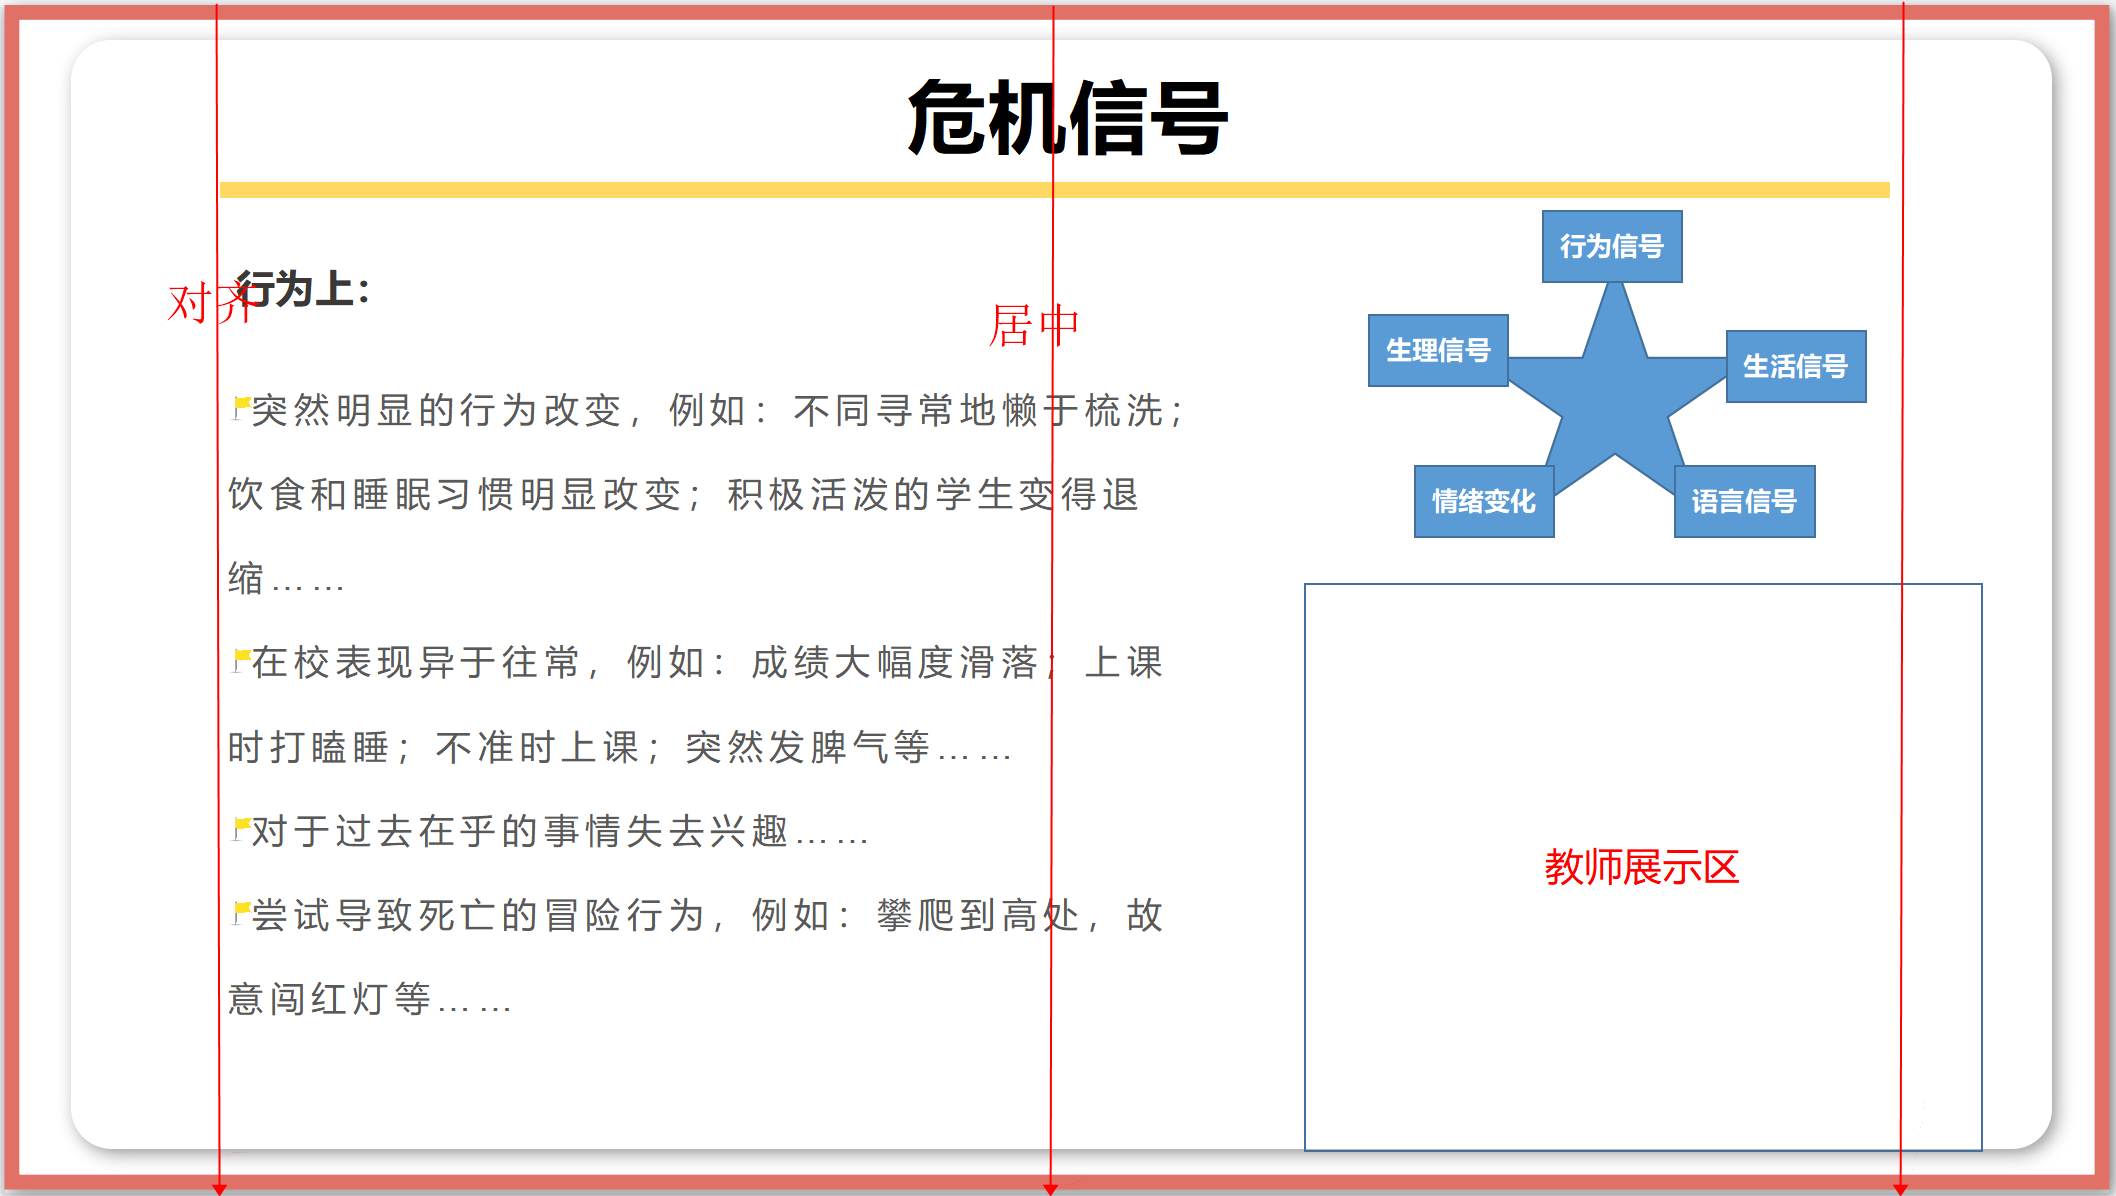 危机信号
行为上：
对齐
居中
突然明显的行为改变，例如：不同寻常地懒于梳洗；
饮食和睡眠习惯明显改变；积极活泼的学生变得退
缩……
在校表现异于往常，例如：成绩大幅度滑落；上课
时打瞌睡；不准时上课；突然发脾气等……
对于过去在乎的事情失去兴趣……
尝试导致死亡的冒险行为，例如：攀爬到高处，故
意闯红灯等……
行为信号
生理信号
生活信号
情绪变化
语言信号
教师展示区